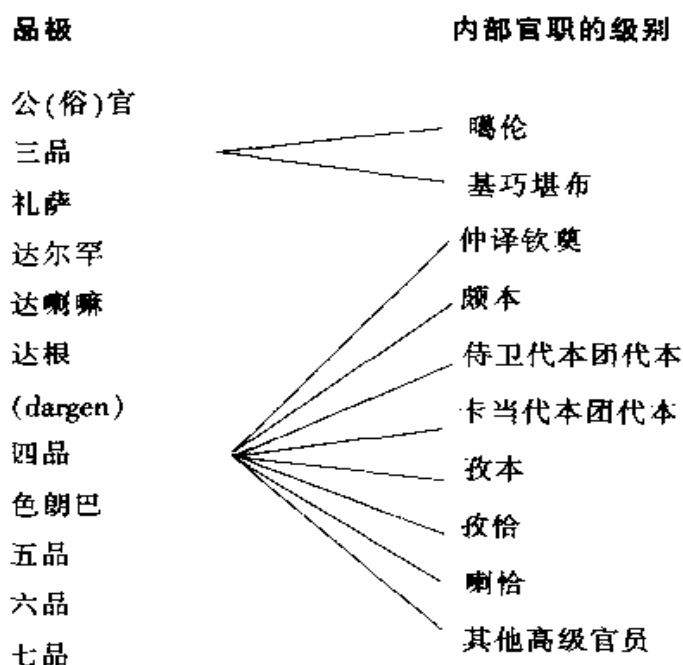 品极
公(俗)官
三品
礼萨
达尔罕
达喇嘛
达根
(dargen)
四品
色朗巴
五品
六品
七品
内部官职的级别
噶伦
基巧堪布
仲译钦奠
颇本
侍卫代本团代本
卡当代本团代本
孜本
孜恰
喇恰
其他高级官员